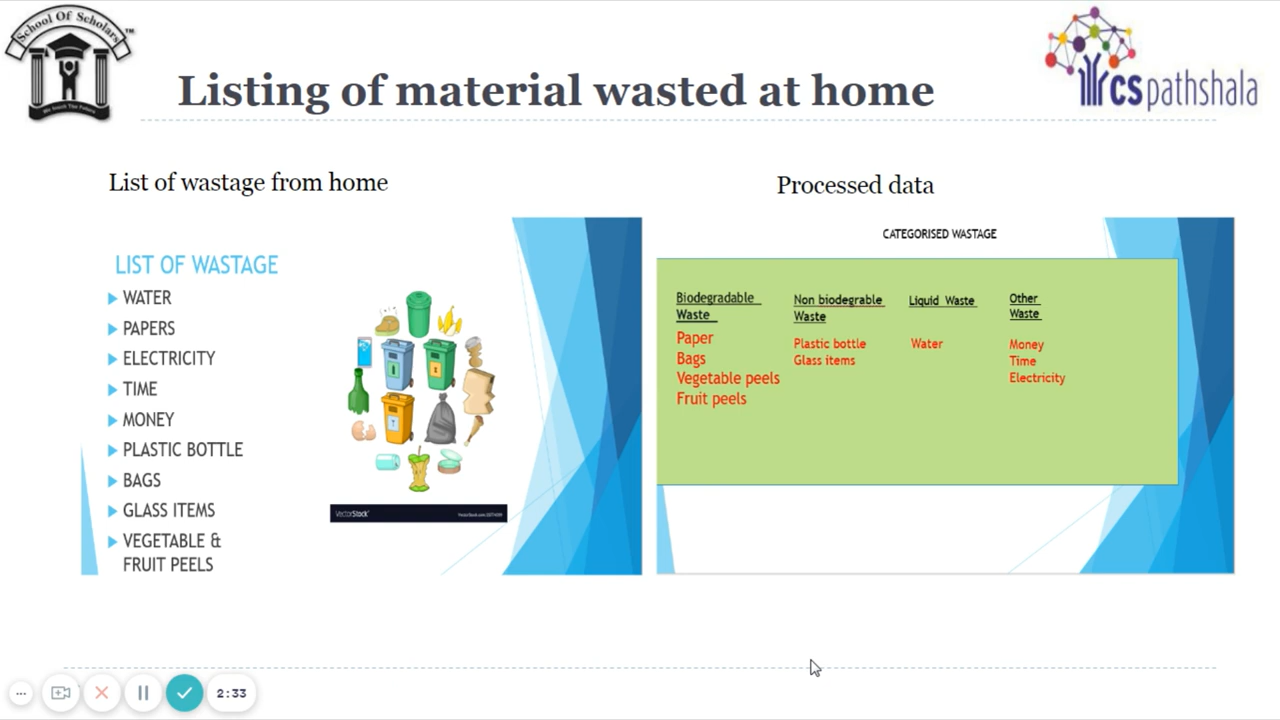 School Of Scholars
TM
We Teach The Future
Listing of material wasted at home
CS pathshala
List of wastage from home
LIST OF WASTAGE
WATER
PAPERS
ELECTRICITY
TIME
MONEY
PLASTIC BOTTLE
BAGS
GLASS ITEMS
VEGETABLE &
FRUIT PEELS
VectorStock
Processed data
CATEGORISED WASTAGE
Biodegradable
Waste
Paper
Bags
Vegetable peels
Fruit peels
Non biodegrable
Waste
Plastic bottle
Glass items
Liquid Waste
Water
Other
Waste
Money
Time
Electricity
2:33